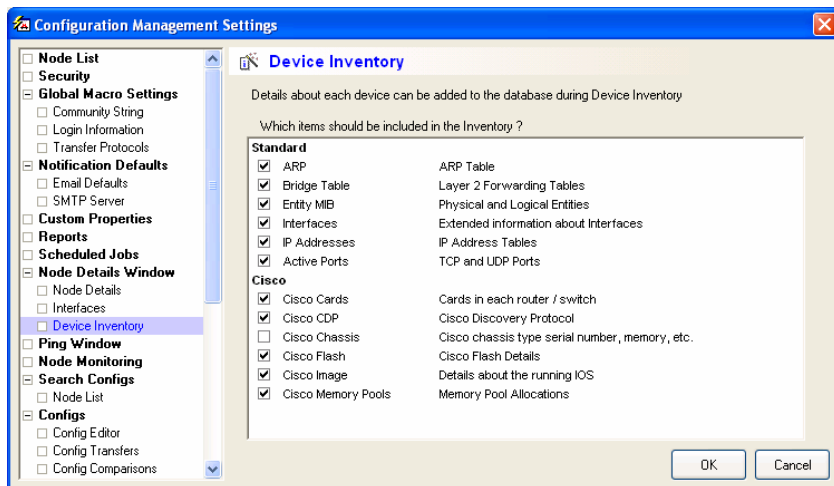 Configuration Management Settings
Node List
Security
Global Macro Settings
Community String
Login Information
Transfer Protocols
Notification Defaults
Email Defaults
SMTP Server
Custom Properties
Reports
Scheduled Jobs
Node Details Window
Node Details
Interfaces
Device Inventory
Ping Window
Node Monitoring
Search Configs
Node List
Configs
Config Editor
Config Transfers
Config Comparisons
Device Inventory
Details about each device can be added to the database during Device Inventory
Which items should be included in the Inventory ?
Standard
ARP ARP Table
Bridge Table Layer 2 Forwarding Tables
Entity MIB Physical and Logical Entities
Interfaces Extended information about Interfaces
IP Addresses IP Address Tables
Active Ports TCP and UDP Ports
Cisco
Cisco Cards Cards in each router / switch
Cisco CDP Cisco Discovery Protocol
Cisco Chassis Cisco chassis type serial number, memory, etc.
Cisco Flash Cisco Flash Details
Cisco Image Details about the running IOS
Cisco Memory Pools Memory Pool Allocations
OK Cancel